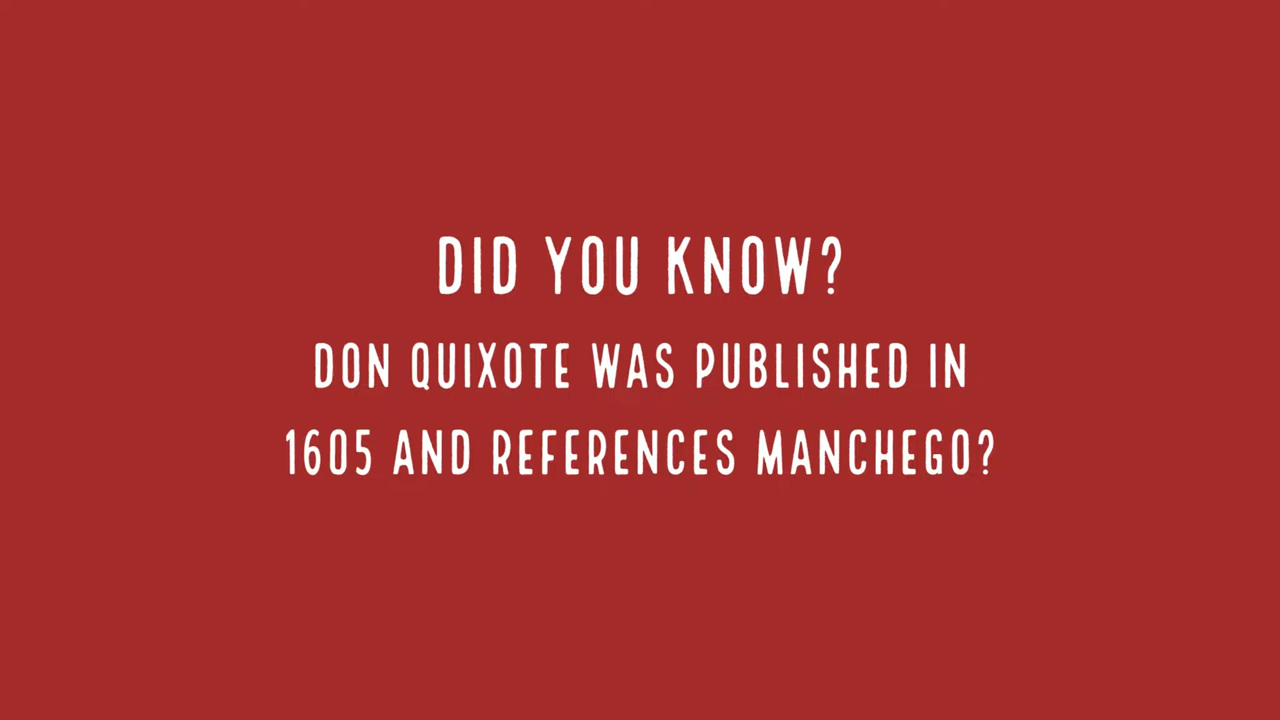 DID YOU KNOW?
DON QUIXOTE WAS PUBLISHED IN
1605 AND REFERENCES MANCHEGO?